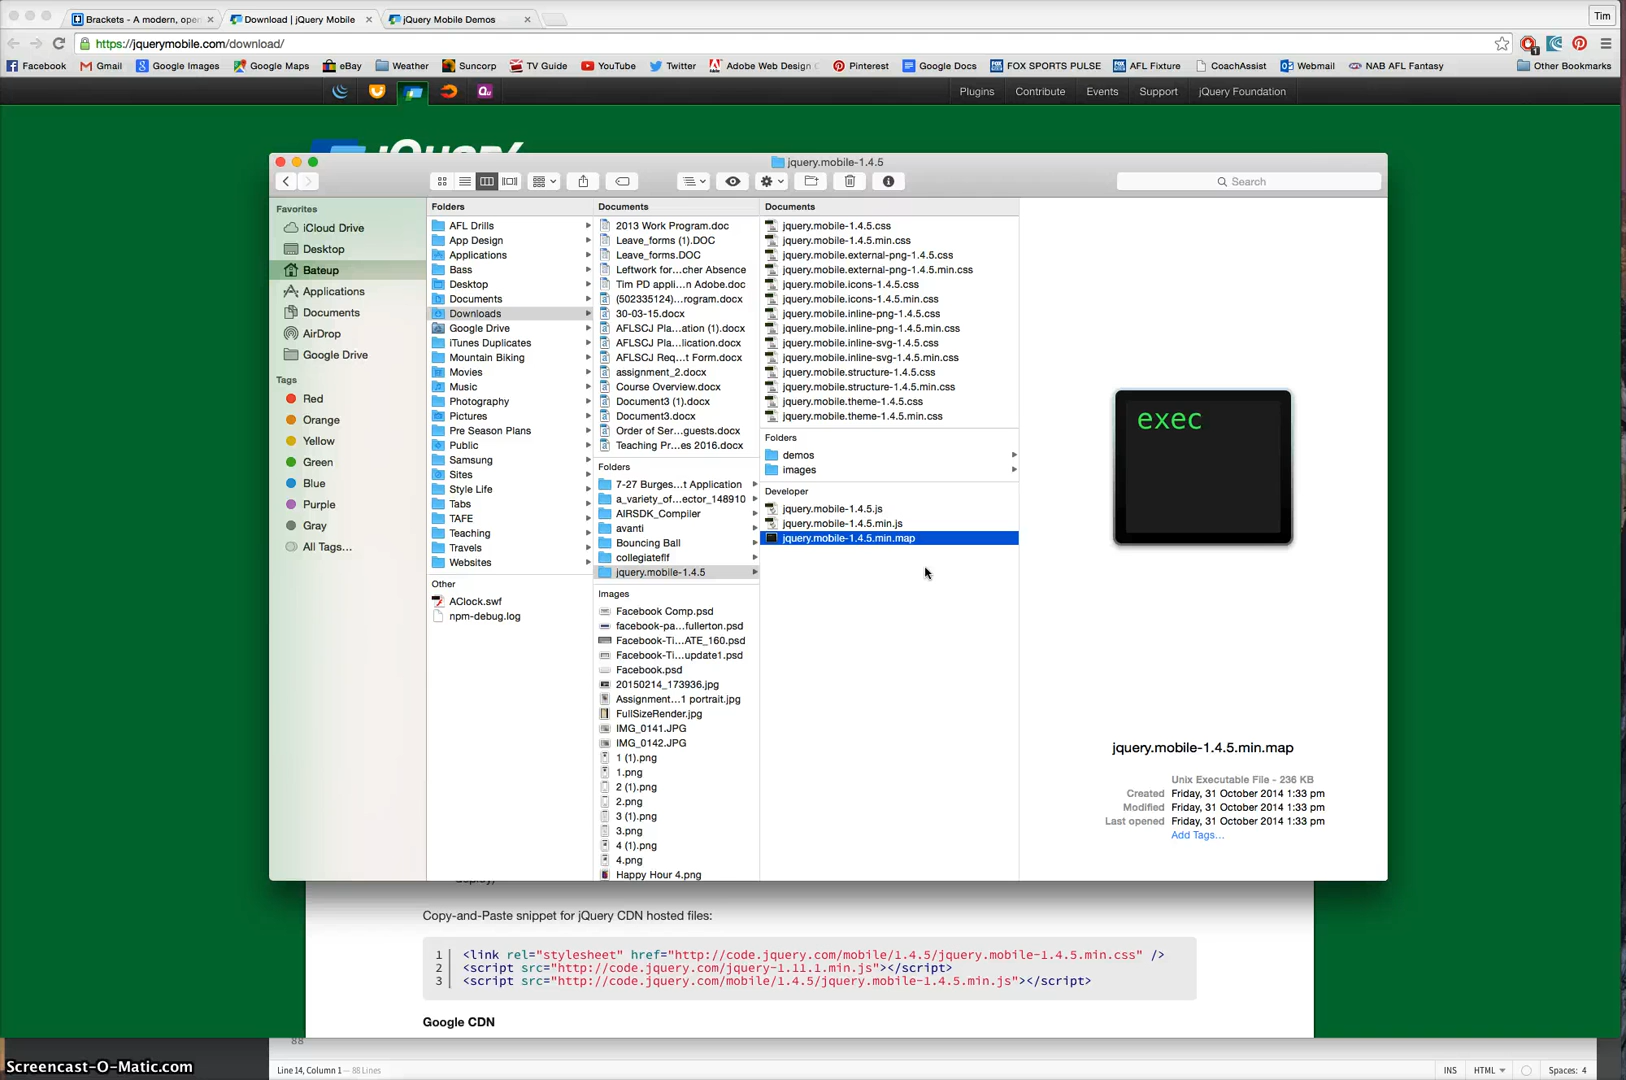 Brackets - A modern, open
Download | jQuery Mobile
jQuery Mobile Demos
Tim
https://jquerymobile.com/download/
1
Facebook
Gmail
Google Images
Google Maps
eBay
Weather
Suncorp
TV Guide
YouTube
Twitter
Adobe Web Design
Pinterest
Google Docs
FOX SPORTS PULSE
AFL Fixture
CoachAssist
Webmail
NAB AFL Fantasy
Other Bookmarks
Plugins
Contribute
Events
Support
jQuery Foundation
jquery.mobile-1.4.5
Search
Favorites
iCloud Drive
Desktop
Bateup
Applications
Documents
AirDrop
Google Drive
Tags
Red
Orange
Yellow
Green
Blue
Purple
Gray
All Tags...
Folders
AFL Drills
App Design
Applications
Bass
Desktop
Documents
Downloads
Google Drive
iTunes Duplicates
Mountain Biking
Movies
Music
Photography
Pictures
Pre Season Plans
Public
Samsung
Sites
Style Life
Tabs
TAFE
Teaching
Travels
Websites
Other
AClock.swf
npm-debug.log
Documents
2013 Work Program.doc
Leave_forms (1).DOC
Leave_forms.DOC
Leftwork for...cher Absence
Tim PD appli...n Adobe.doc
(502335124)...rogram.docx
30-03-15.docx
AFLSCJ Pla...ation (1).docx
AFLSCJ Pla...lication.docx
AFLSCJ Req...t Form.docx
assignment_2.docx
Course Overview.docx
Document3 (1).docx
Document3.docx
Order of Ser...guests.docx
Teaching Pr...es 2016.docx
Folders
7-27 Burges...t Application
a_variety_of...ector_148910
AIRSDK_Compiler
avanti
Bouncing Ball
collegiateflf
jquery.mobile-1.4.5
Images
Facebook Comp.psd
facebook-pa...fullerton.psd
Facebook-Ti...ATE_160.psd
Facebook-Ti...update1.psd
Facebook.psd
20150214_173936.jpg
Assignment...1 portrait.jpg
FullSizeRender.jpg
IMG_0141.JPG
IMG_0142.JPG
1 (1).png
1.png
2 (1).png
2.png
3 (1).png
3.png
4 (1).png
4.png
Happy Hour 4.png
Documents
jquery.mobile-1.4.5.css
jquery.mobile-1.4.5.min.css
jquery.mobile.external-png-1.4.5.css
jquery.mobile.external-png-1.4.5.min.css
jquery.mobile.icons-1.4.5.css
jquery.mobile.icons-1.4.5.min.css
jquery.mobile.inline-png-1.4.5.css
jquery.mobile.inline-png-1.4.5.min.css
jquery.mobile.inline-svg-1.4.5.css
jquery.mobile.inline-svg-1.4.5.min.css
jquery.mobile.structure-1.4.5.css
jquery.mobile.structure-1.4.5.min.css
jquery.mobile.theme-1.4.5.css
jquery.mobile.theme-1.4.5.min.css
Folders
demos
images
Developer
jquery.mobile-1.4.5.js
jquery.mobile-1.4.5.min.js
jquery.mobile-1.4.5.min.map
exec
jquery.mobile-1.4.5.min.map
Unix Executable File - 236 KB
Created Friday, 31 October 2014 1:33 pm
Modified Friday, 31 October 2014 1:33 pm
Last opened Friday, 31 October 2014 1:33 pm
Add Tags...
Copy-and-Paste snippet for jQuery CDN hosted files:
1 <link rel="stylesheet" href="http://code.jquery.com/mobile/1.4.5/jquery.mobile-1.4.5.min.css" />
2 <script src="http://code.jquery.com/jquery-1.11.1.min.js"></script>
3 <script src="http://code.jquery.com/mobile/1.4.5/jquery.mobile-1.4.5.min.js"></script>
Google CDN
88
Line 14, Column 1 — 88 Lines
INS
HTML
Spaces: 4
Screencast-O-Matic.com